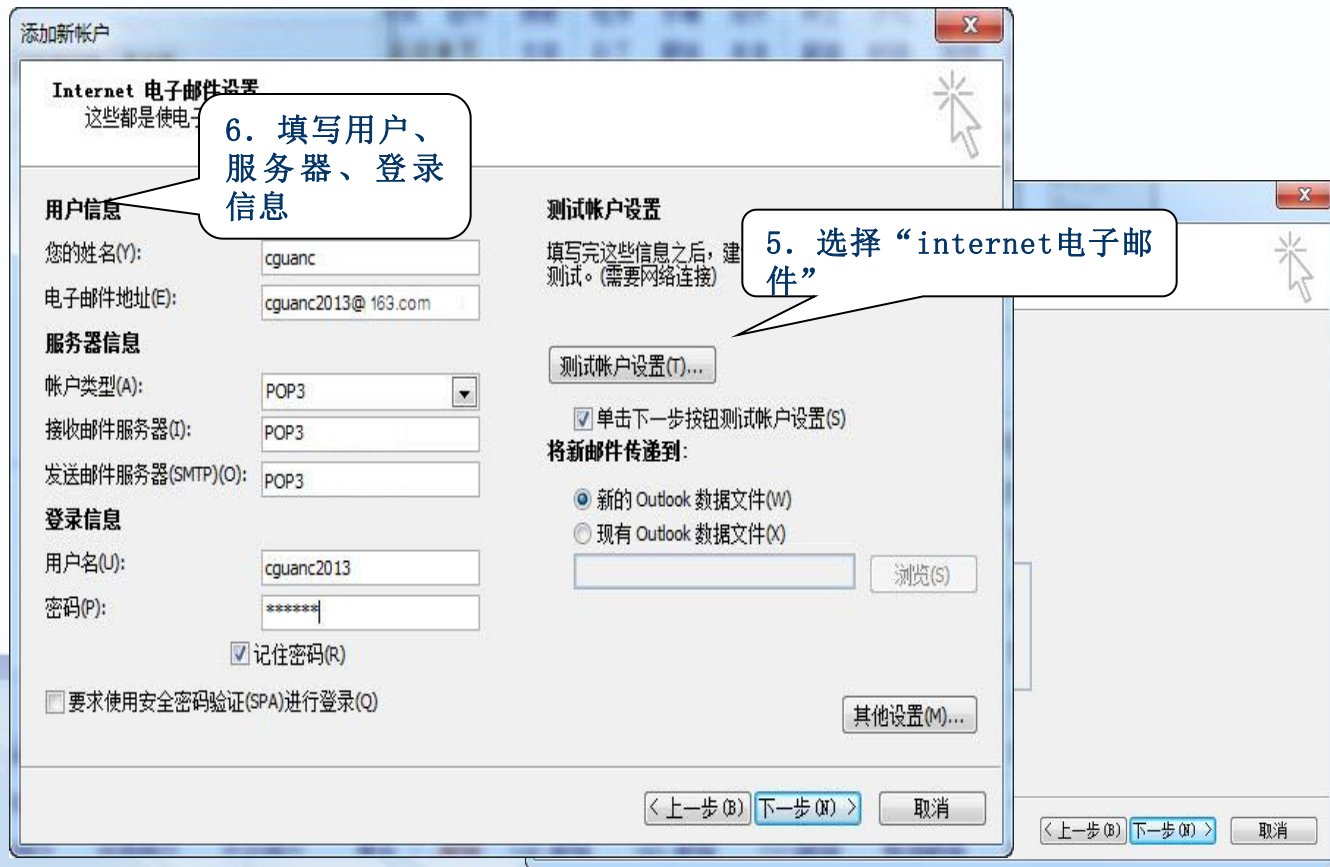 添加新帐户
Internet 电子邮件设置
这些都是使电子
6. 填写用户、
服务器、登录
信息
用户信息
您的姓名(Y):
cguanc
电子邮件地址(E):
cguanc2013@ 163.com
服务器信息
帐户类型(A):
POP3
接收邮件服务器(I):
POP3
发送邮件服务器(SMTP)(O):
POP3
登录信息
用户名(U):
cguanc2013
密码(P):
******
记住密码(R)
要求使用安全密码验证(SPA)进行登录(Q)
测试帐户设置
填写完这些信息之后，建
测试。(需要网络连接)
5. 选择“internet电子邮
件”
测试帐户设置(T)...
单击下一步按钮测试帐户设置(S)
将新邮件传递到:
新的 Outlook 数据文件(W)
现有 Outlook 数据文件(X)
浏览(S)
其他设置(M)...
< 上一步(B)
下一步(N) >
取消
< 上一步(B)
下一步(N) >
取消